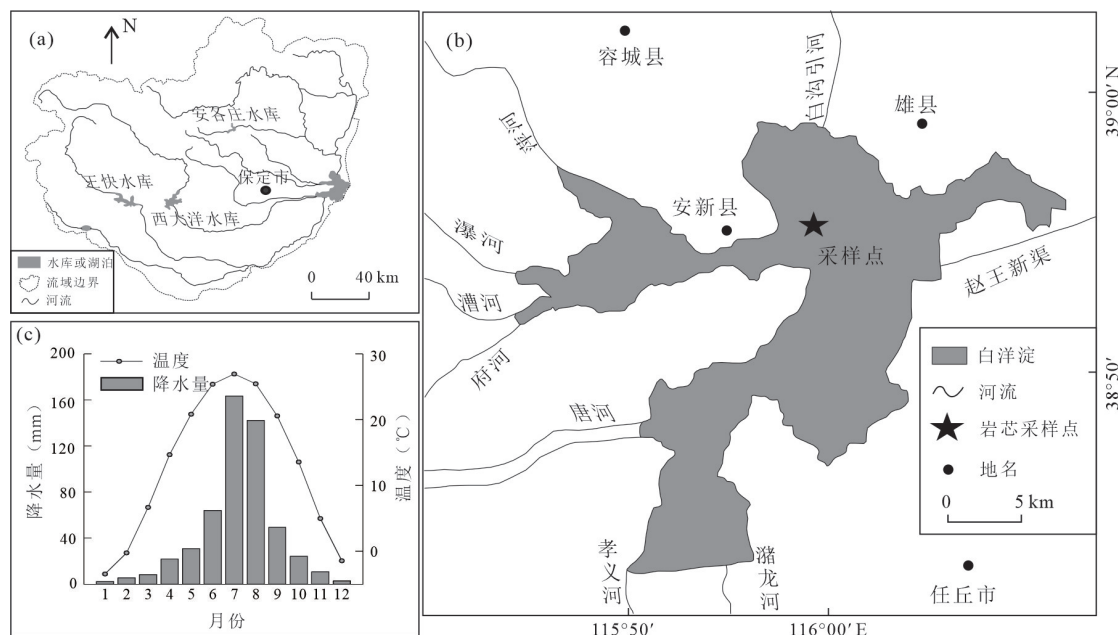 (a)
N
安各庄水库
保定市
王快水库
西大洋水库
水库或湖泊
流域边界
河流
0 40 km
(b)
容城县
白沟引河
雄县
萍河
安新县
采样点
瀑河
漕河
府河
赵王新渠
唐河
孝义河
潴龙河
任丘市
白洋淀
河流
岩芯采样点
地名
0 5 km
39°00′ N
38°50′
115°50′
116°00′E
(c)
温度
降水量
降水量（mm）
200
160
120
80
40
0
温度（℃）
30
20
10
0
1 2 3 4 5 6 7 8 9 10 11 12
月份